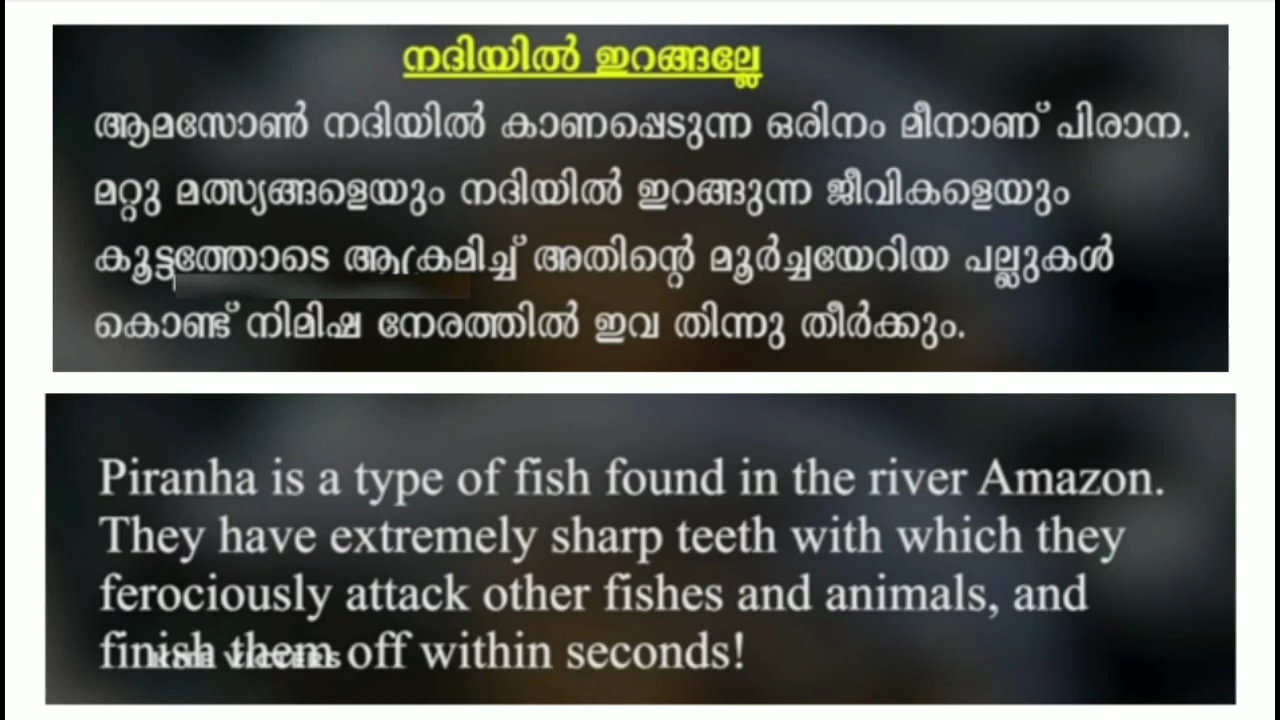 നദിയിൽ ഇറങ്ങല്ലേ
ആമസോൺ നദിയിൽ കാണപ്പെടുന്ന ഒരിനം മീനാണ് പിരാന.
മറ്റു മത്സ്യങ്ങളെയും നദിയിൽ ഇറങ്ങുന്ന ജീവികളെയും
കൂട്ടത്തോടെ ആക്രമിച്ച് അതിന്റെ മൂർച്ചയേറിയ പല്ലുകൾ
കൊണ്ട് നിമിഷ നേരത്തിൽ ഇവ തിന്നു തീർക്കും.
Piranha is a type of fish found in the river Amazon.
They have extremely sharp teeth with which they
ferociously attack other fishes and animals, and
finish them off within seconds!